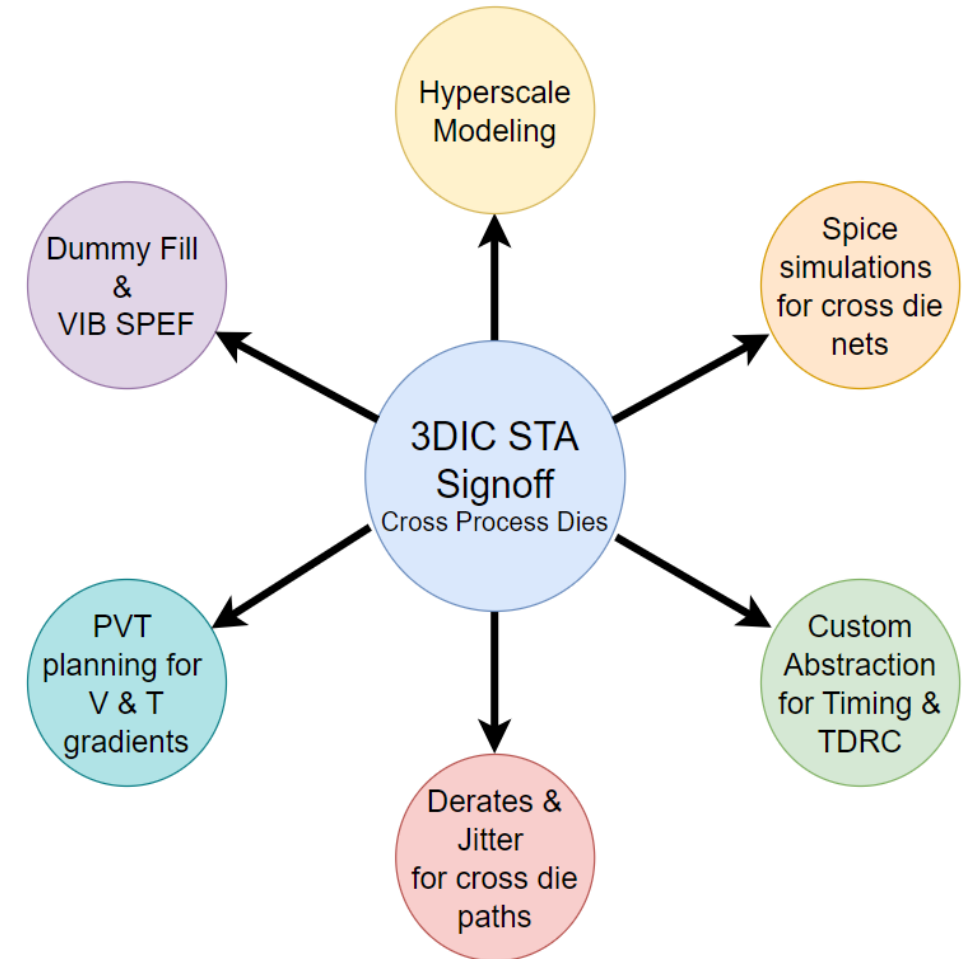 Hyperscale
Modeling
Dummy Fill
&
VIB SPEF
Spice
simulations
for cross die
nets
3DIC STA
Signoff
Cross Process Dies
PVT
planning for
V & T
gradients
Custom
Abstraction
for Timing &
TDRC
Derates &
Jitter
for cross die
paths